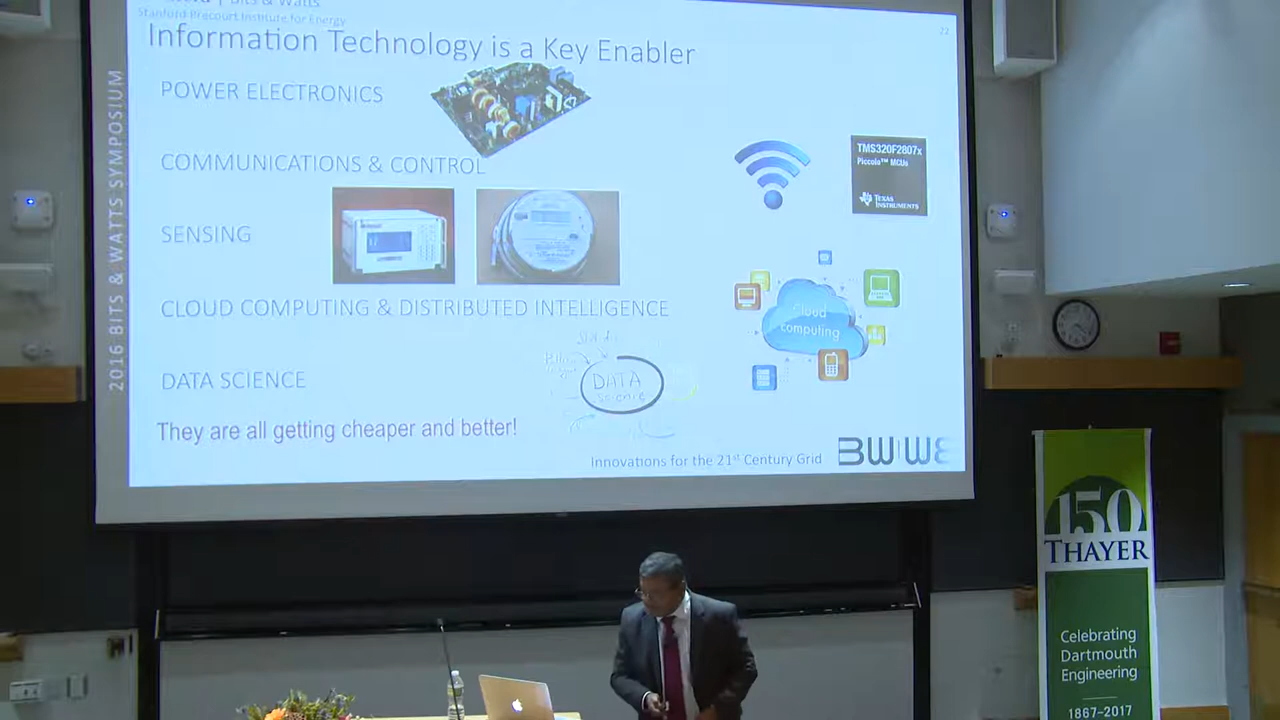 Bits & Watts
Stanford Precourt Institute for Energy
22
Information Technology is a Key Enabler
2016 BITS & WATTS SYMPOSIUM
POWER ELECTRONICS
COMMUNICATIONS & CONTROL
TMS320F2807x
Piccolo™ MCUs
TEXAS
INSTRUMENTS
SENSING
CLOUD COMPUTING & DISTRIBUTED INTELLIGENCE
Cloud
computing
DATA SCIENCE
DATA
science
They are all getting cheaper and better!
Innovations for the 21st Century Grid
150
THAYER
Celebrating
Dartmouth
Engineering
1867–2017